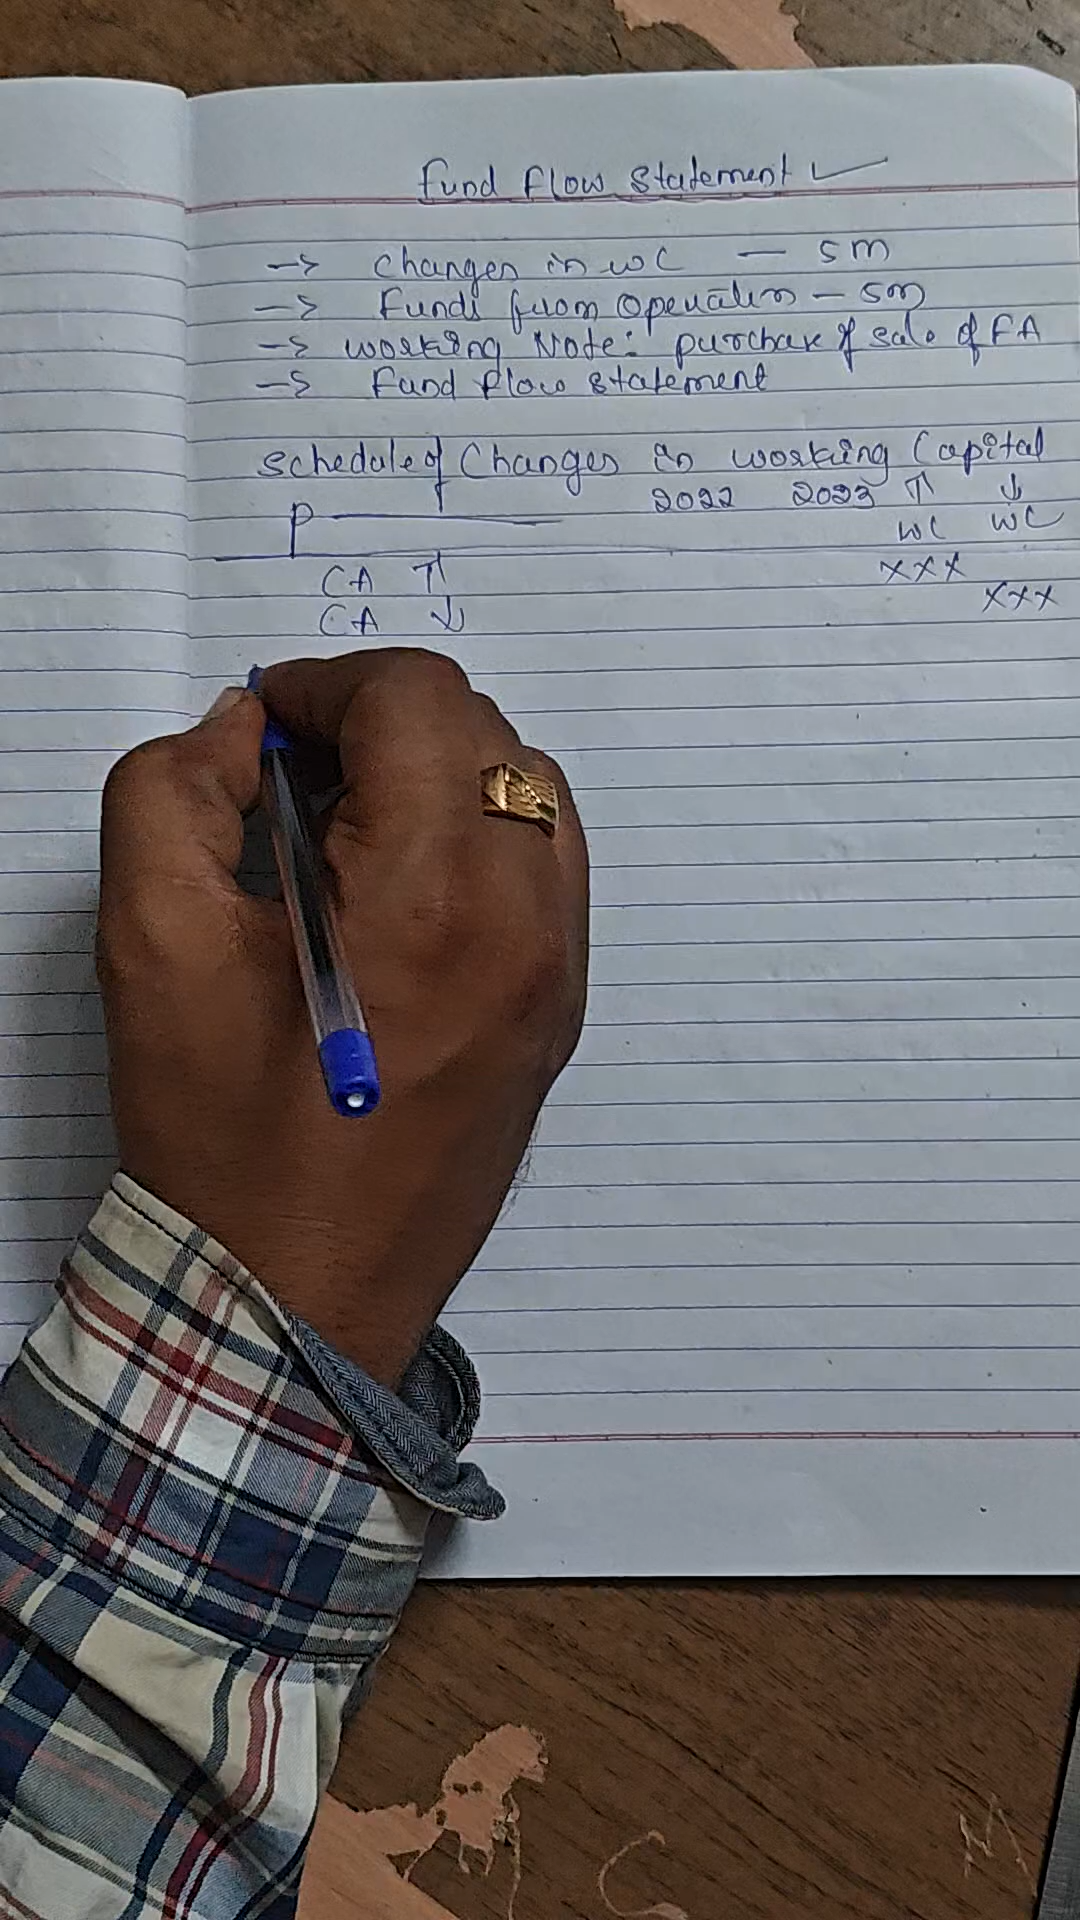 Fund Flow Statement ✓
→ Changes in WC — 5m
→ Funds from Operation — 5m
→ Working Note: purchase of sale of FA
→ Fund flow statement
Schedule of Changes in Working Capital
P 2022 2023 ↑ ↓
WC WC
CA ↑ xxx
CA ↓ xxx